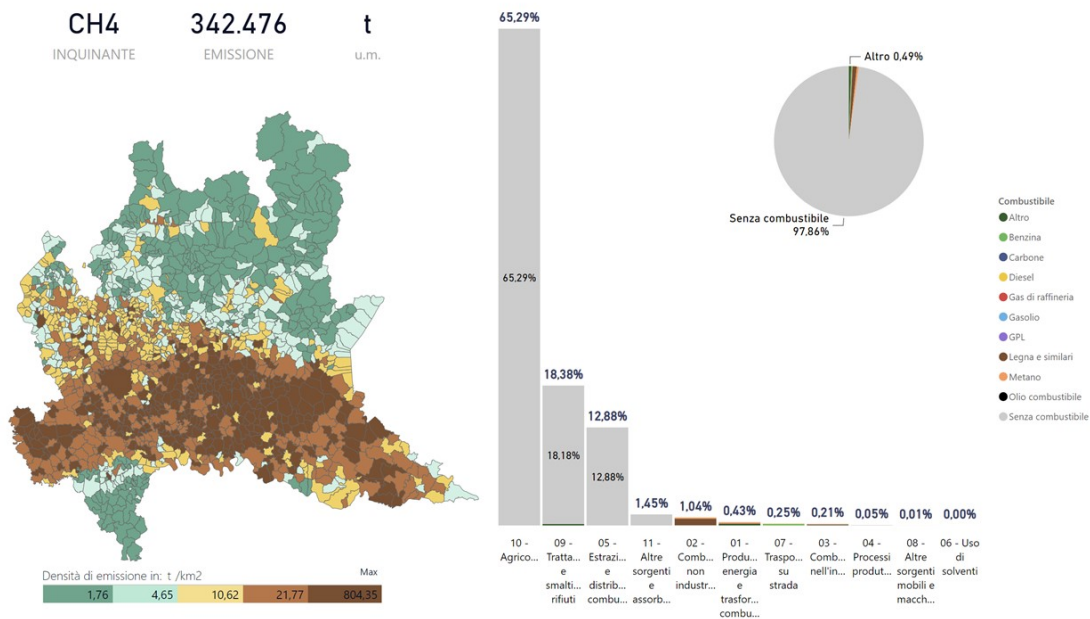 CH4 342.476 t
INQUINANTE EMISSIONE u.m.
Densità di emissione in: t /km2 Max
1,76 4,65 10,62 21,77 804,35
65,29%
65,29%
18,38%
18,18%
12,88%
12,88%
1,45%
1,04%
0,43%
0,25%
0,21%
0,05%
0,01%
0,00%
10 -
Agrico...
09 -
Tratta...
e
smalti...
rifiuti
05 -
Estrazi...
e
distrib...
combu...
11 -
Altre
sorgenti
e
assorb...
02 -
Comb...
non
industr...
01 -
Produ...
energia
e
trasfor...
combu...
07 -
Traspo...
su
strada
03 -
Comb...
nell'in...
04 -
Processi
produt...
08 -
Altre
sorgenti
mobili e
macch...
06 - Uso
di
solventi
Altro 0,49%
Senza combustibile
97,86%
Combustibile
Altro
Benzina
Carbone
Diesel
Gas di raffineria
Gasolio
GPL
Legna e similari
Metano
Olio combustibile
Senza combustibile